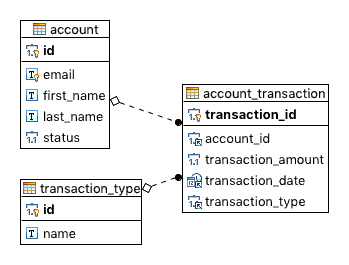 account
id
email
first_name
last_name
status
account_transaction
transaction_id
account_id
transaction_amount
transaction_date
transaction_type
transaction_type
id
name